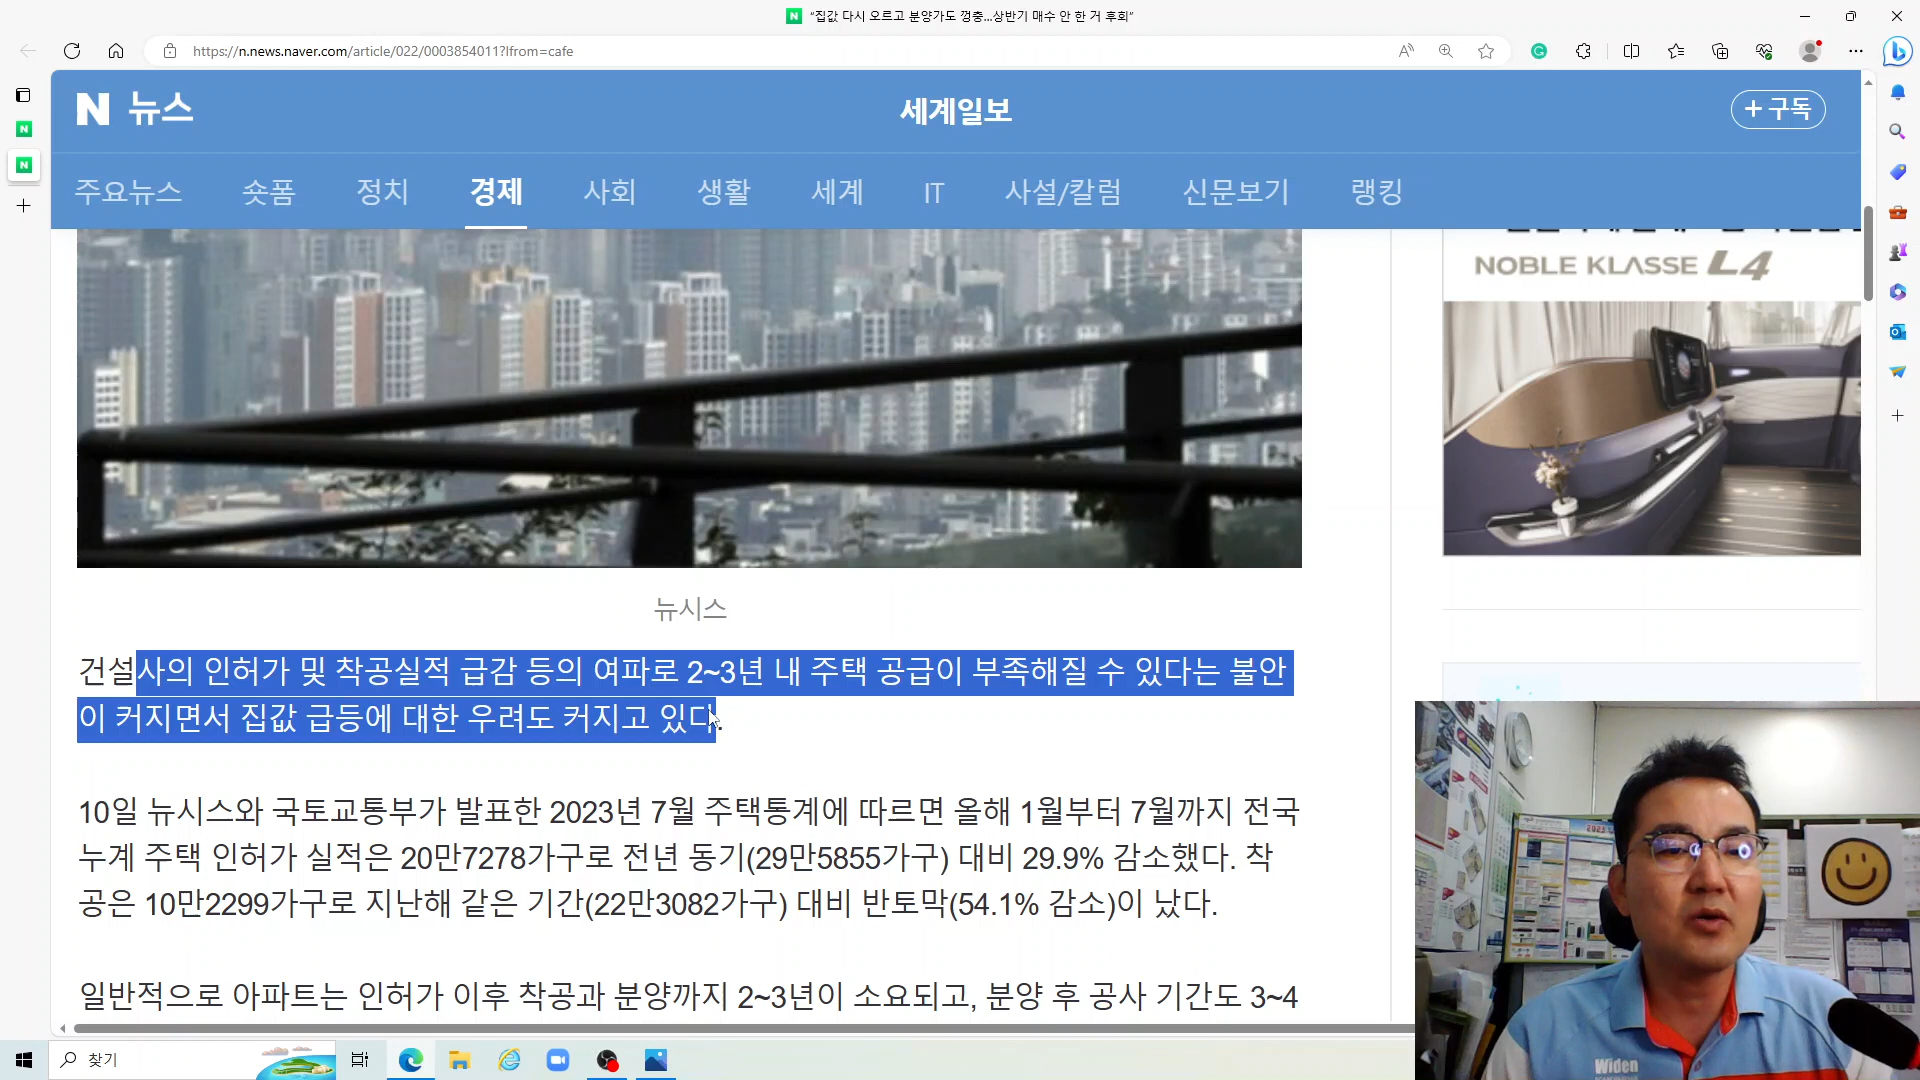 "집값 다시 오르고 분양가도 껑충...상반기 매수 안 한 거 후회"
https://n.news.naver.com/article/022/0003854011?lfrom=cafe
N 뉴스
세계일보
+ 구독
주요뉴스 숏폼 정치 경제 사회 생활 세계 IT 사설/칼럼 신문보기 랭킹
NOBLE KLASSE L4
뉴시스
건설사의 인허가 및 착공실적 급감 등의 여파로 2~3년 내 주택 공급이 부족해질 수 있다는 불안
이 커지면서 집값 급등에 대한 우려도 커지고 있다.
10일 뉴시스와 국토교통부가 발표한 2023년 7월 주택통계에 따르면 올해 1월부터 7월까지 전국
누계 주택 인허가 실적은 20만7278가구로 전년 동기(29만5855가구) 대비 29.9% 감소했다. 착
공은 10만2299가구로 지난해 같은 기간(22만3082가구) 대비 반토막(54.1% 감소)이 났다.
일반적으로 아파트는 인허가 이후 착공과 분양까지 2~3년이 소요되고, 분양 후 공사 기간도 3~4
Widen
찾기